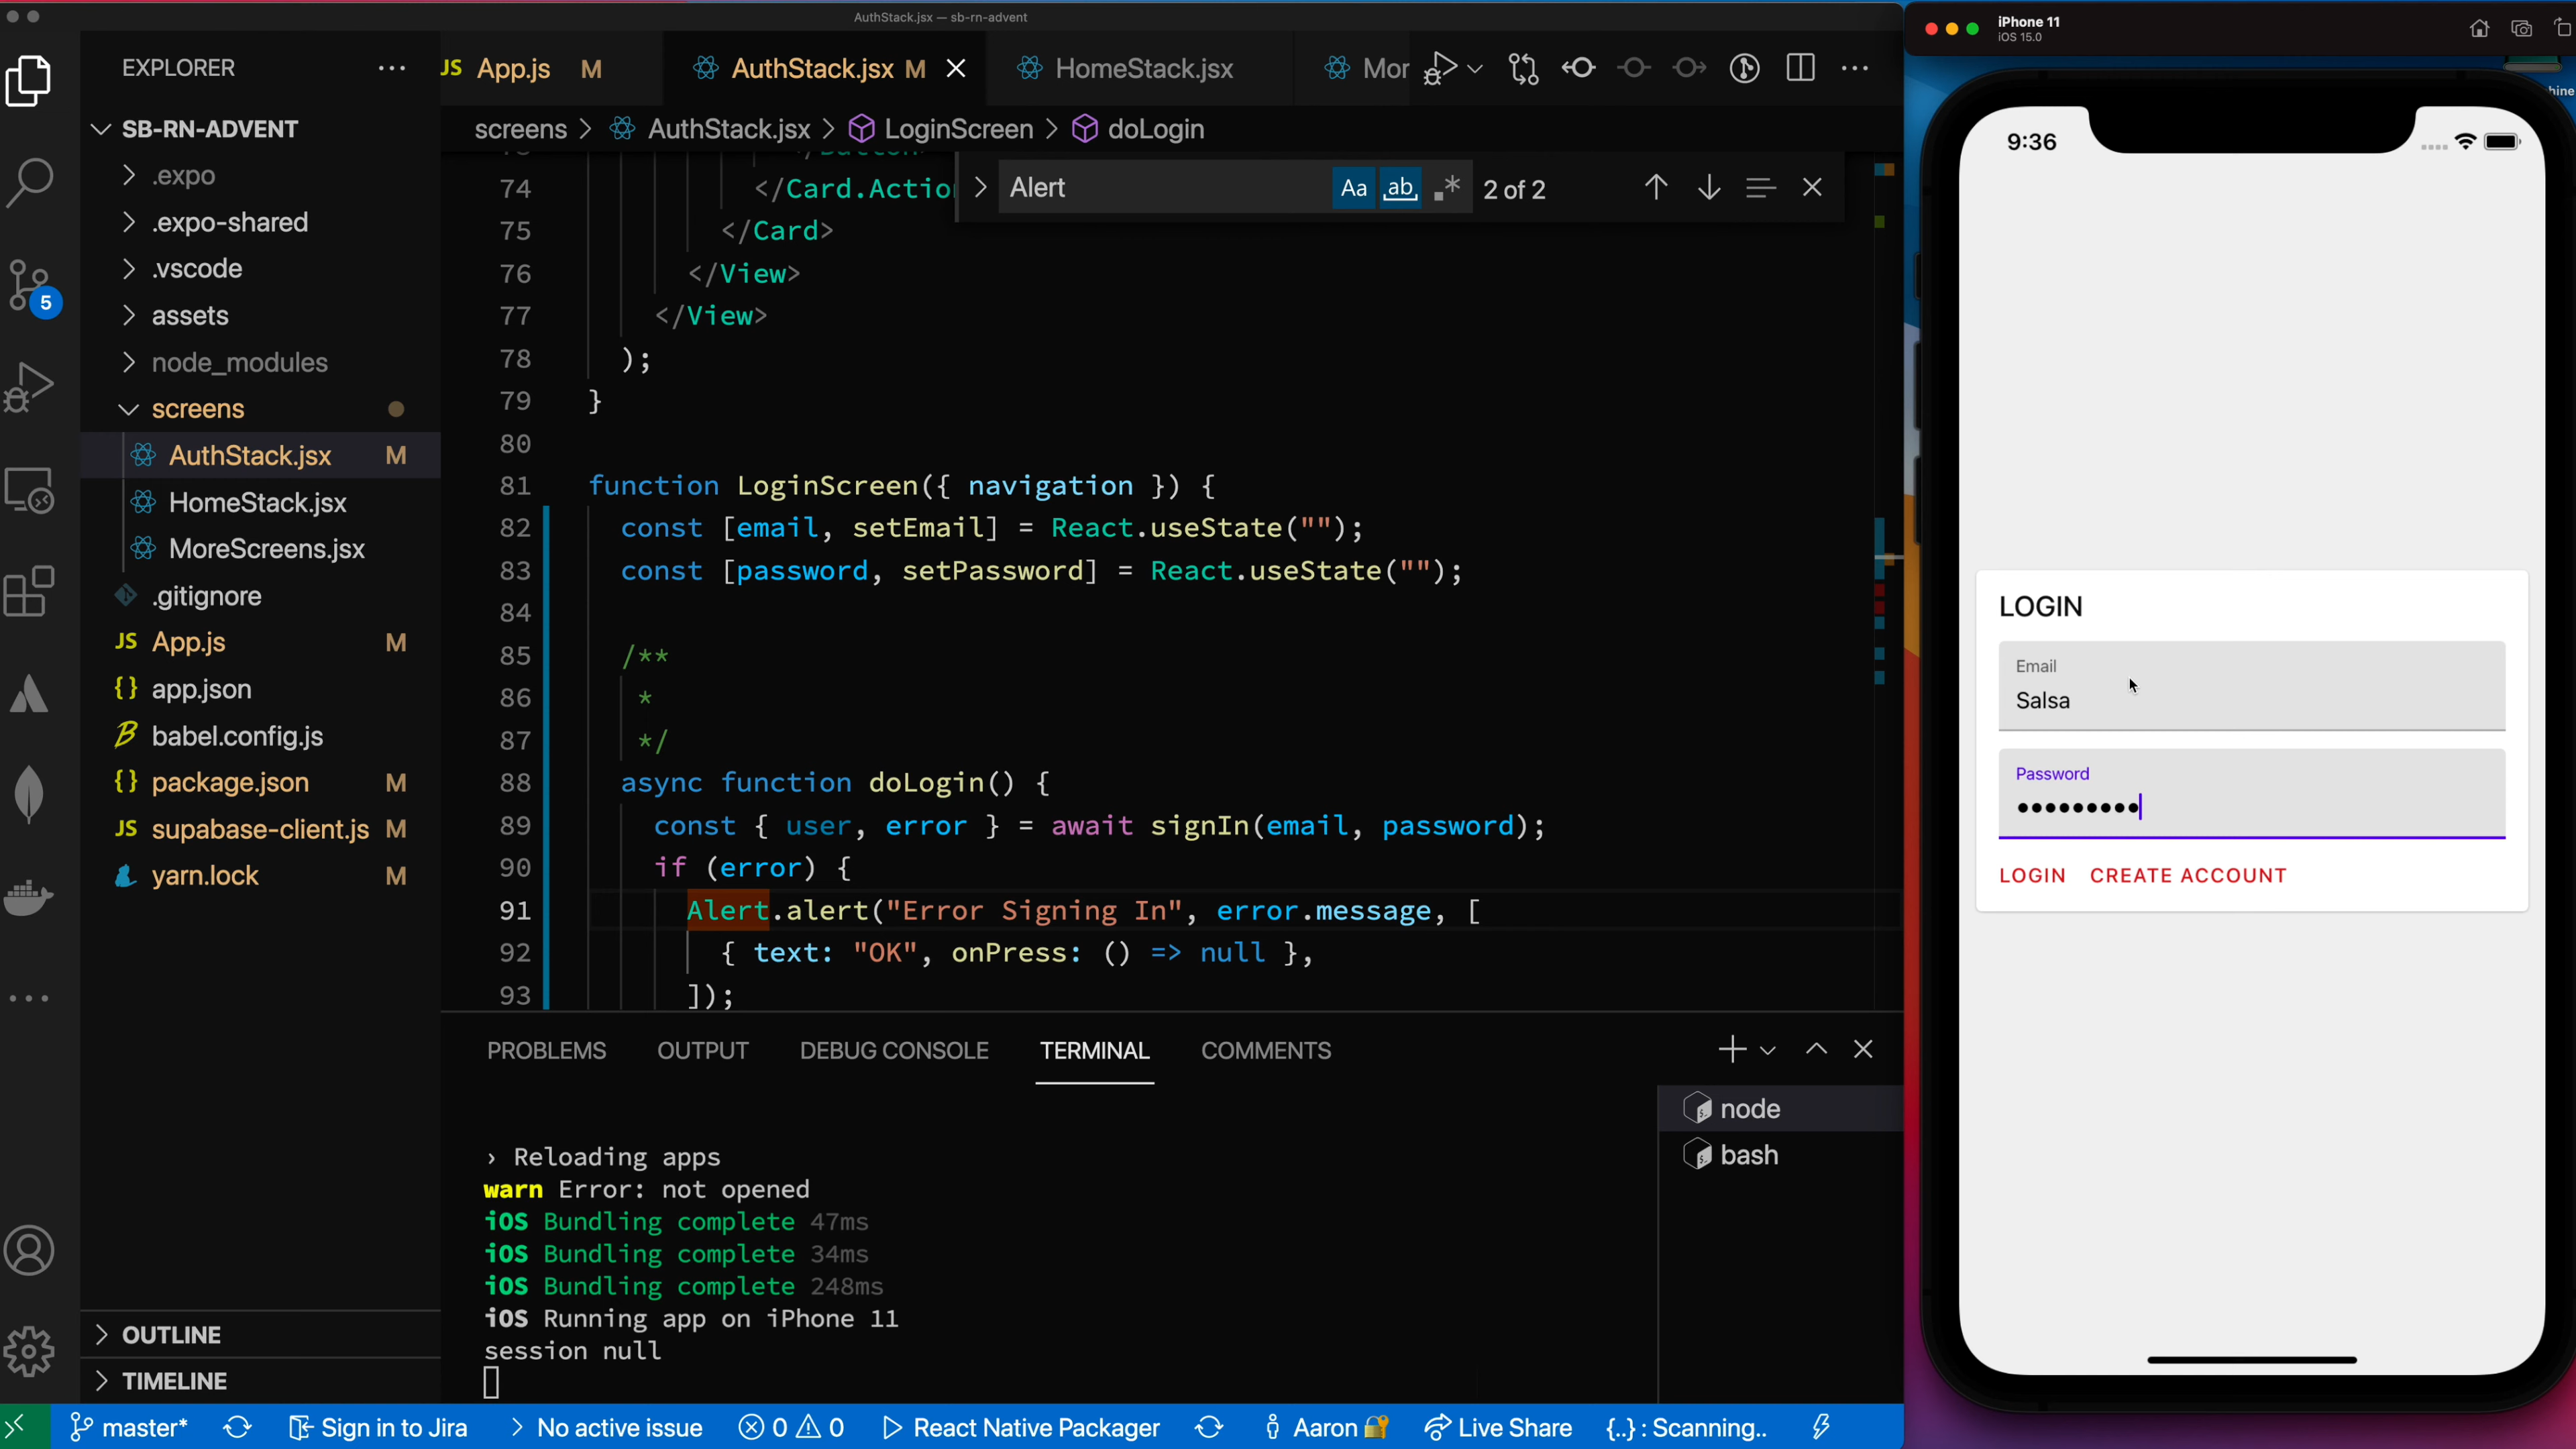 AuthStack.jsx — sb-rn-advent
EXPLORER
SB-RN-ADVENT
.expo
.expo-shared
.vscode
assets
node_modules
screens
AuthStack.jsx M
HomeStack.jsx
MoreScreens.jsx
.gitignore
JS App.js M
{} app.json
babel.config.js
{} package.json M
JS supabase-client.js M
yarn.lock M
OUTLINE
TIMELINE
5
JS App.js M
AuthStack.jsx M
HomeStack.jsx
Mor
screens > AuthStack.jsx > LoginScreen > doLogin
Alert
Aa ab .* 2 of 2
74 </Card.Actio
75 </Card>
76 </View>
77 </View>
78 );
79 }
80
81 function LoginScreen({ navigation }) {
82 const [email, setEmail] = React.useState("");
83 const [password, setPassword] = React.useState("");
84
85 /**
86 *
87 */
88 async function doLogin() {
89 const { user, error } = await signIn(email, password);
90 if (error) {
91 Alert.alert("Error Signing In", error.message, [
92 { text: "OK", onPress: () => null },
93 ]);
PROBLEMS OUTPUT DEBUG CONSOLE TERMINAL COMMENTS
› Reloading apps
warn Error: not opened
iOS Bundling complete 47ms
iOS Bundling complete 34ms
iOS Bundling complete 248ms
iOS Running app on iPhone 11
session null
node
bash
master* Sign in to Jira No active issue 0 0 React Native Packager Aaron Live Share {..} : Scanning..
iPhone 11
iOS 15.0
hine
9:36
LOGIN
Email
Salsa
Password
LOGIN CREATE ACCOUNT